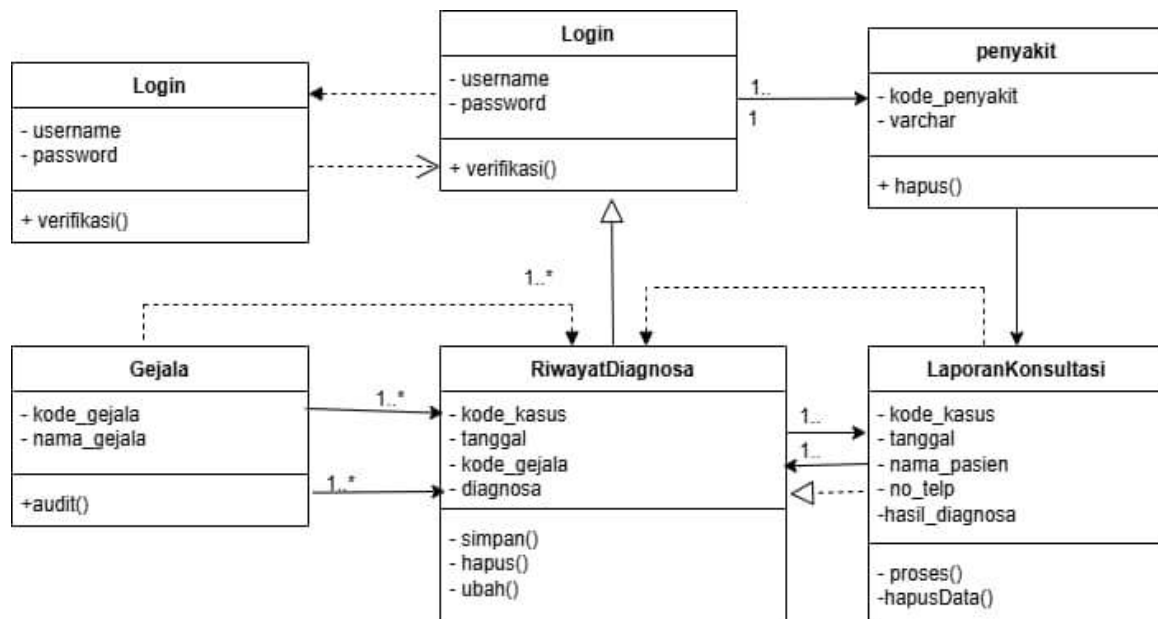 Login
- username
- password
+ verifikasi()
Login
- username
- password
+ verifikasi()
1..
1
penyakit
- kode_penyakit
- varchar
+ hapus()
1..*
Gejala
- kode_gejala
- nama_gejala
+audit()
1..*
1..*
RiwayatDiagnosa
- kode_kasus
- tanggal
- kode_gejala
- diagnosa
- simpan()
- hapus()
- ubah()
1..
1..
LaporanKonsultasi
- kode_kasus
- tanggal
- nama_pasien
- no_telp
-hasil_diagnosa
- proses()
-hapusData()